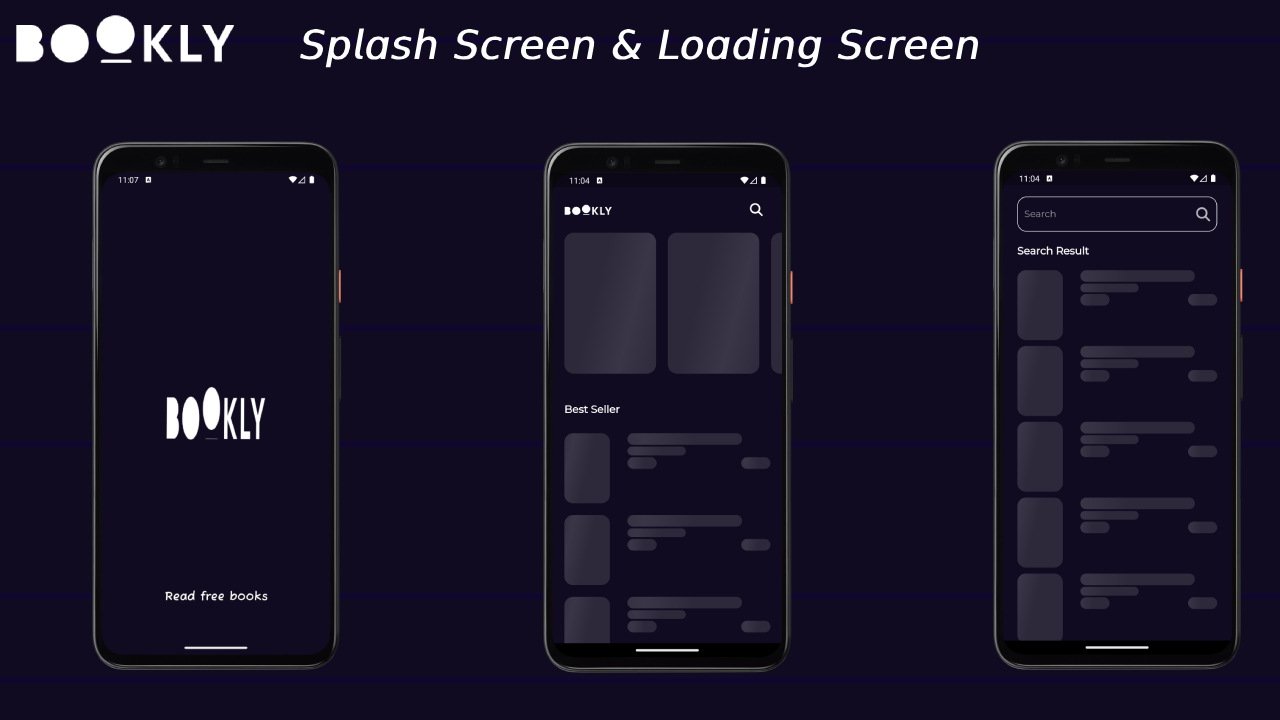 BOOKLY
Splash Screen & Loading Screen
11:07
BOOKLY
Read free books
11:04
BOOKLY
Best Seller
11:04
Search
Search Result